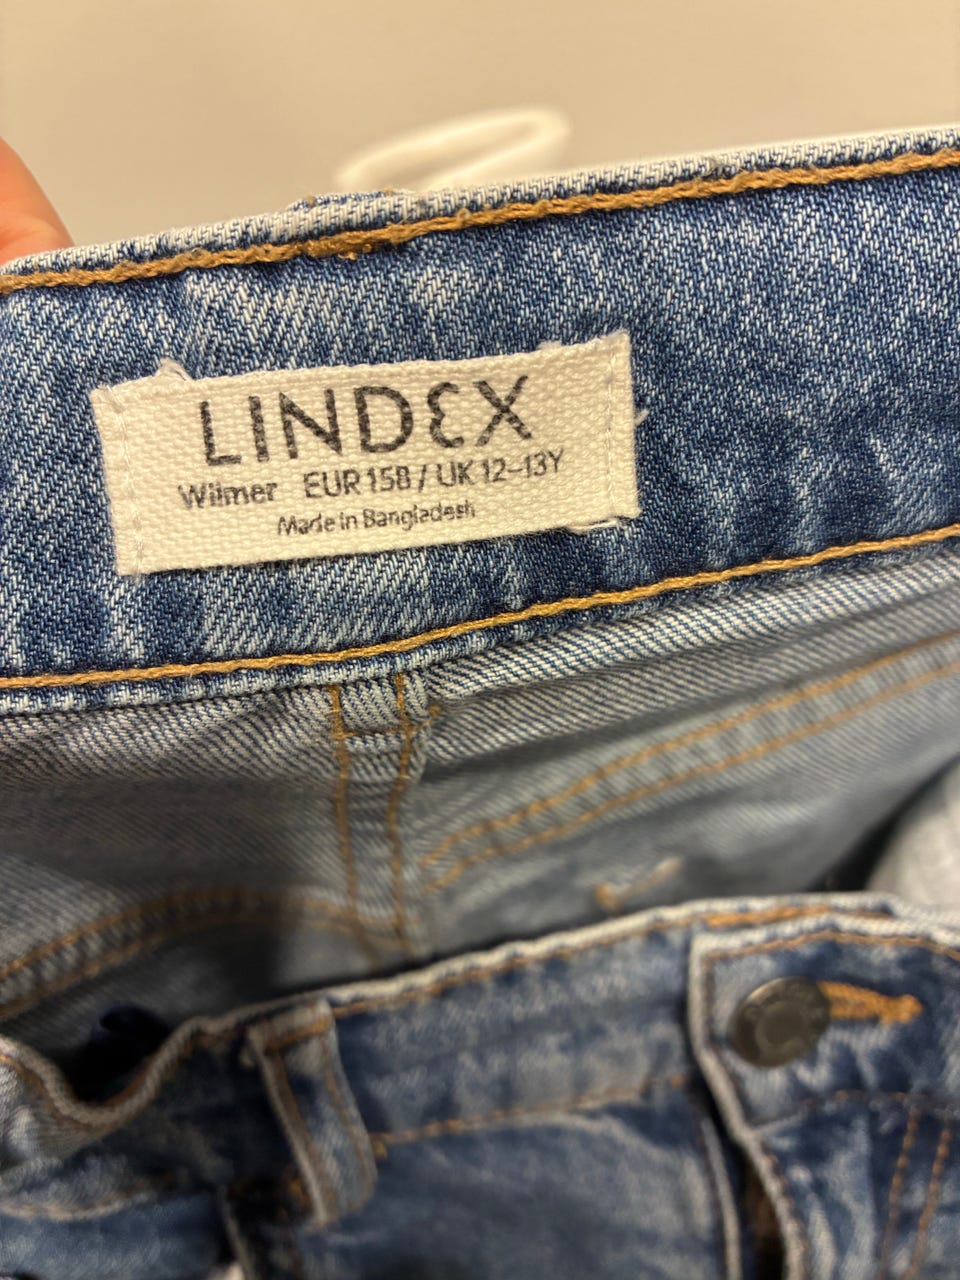 LINDEX
Wilmer EUR 158 / UK 12–13Y
Made in Bangladesh